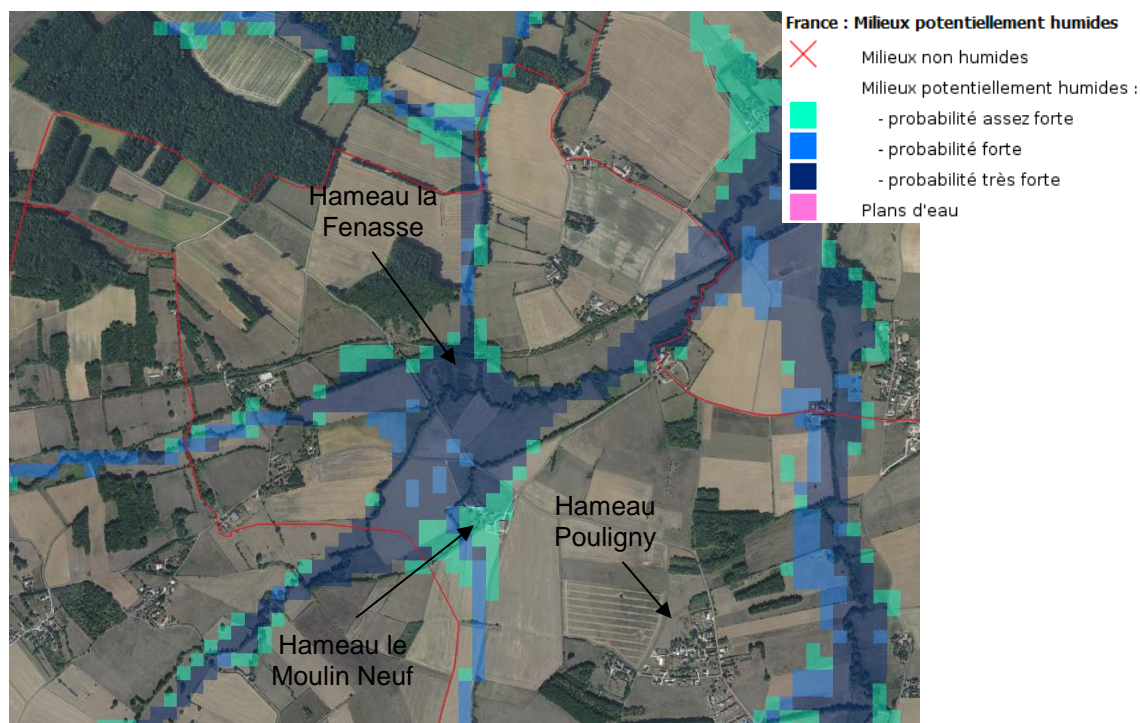 France : Milieux potentiellement humides
Milieux non humides
Milieux potentiellement humides :
- probabilité assez forte
- probabilité forte
- probabilité très forte
Plans d'eau
Hameau la
Fenasse
Hameau
Pouligny
Hameau le
Moulin Neuf